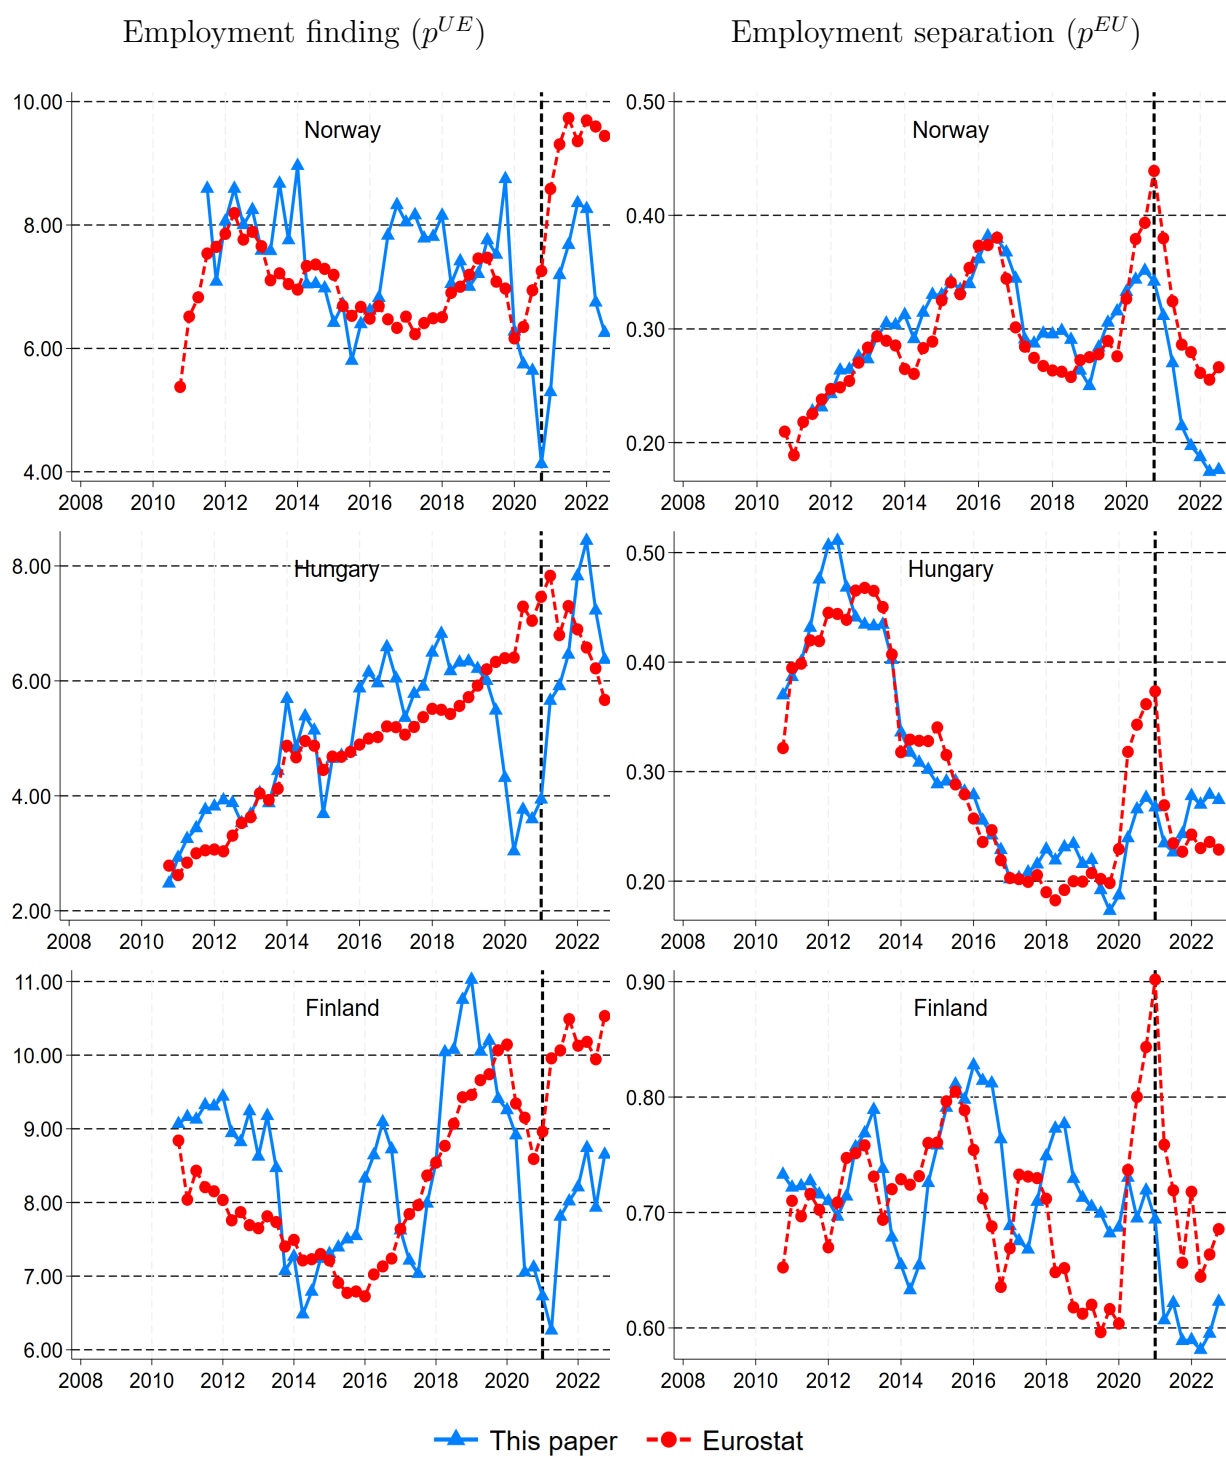 Employment finding (p^{UE}) Employment separation (p^{EU})
10.00
8.00
6.00
4.00
Norway
2008 2010 2012 2014 2016 2018 2020 2022
0.50
0.40
0.30
0.20
Norway
2008 2010 2012 2014 2016 2018 2020 2022
8.00
6.00
4.00
2.00
Hungary
2008 2010 2012 2014 2016 2018 2020 2022
0.50
0.40
0.30
0.20
Hungary
2008 2010 2012 2014 2016 2018 2020 2022
11.00
10.00
9.00
8.00
7.00
6.00
Finland
2008 2010 2012 2014 2016 2018 2020 2022
0.90
0.80
0.70
0.60
Finland
2008 2010 2012 2014 2016 2018 2020 2022
This paper Eurostat